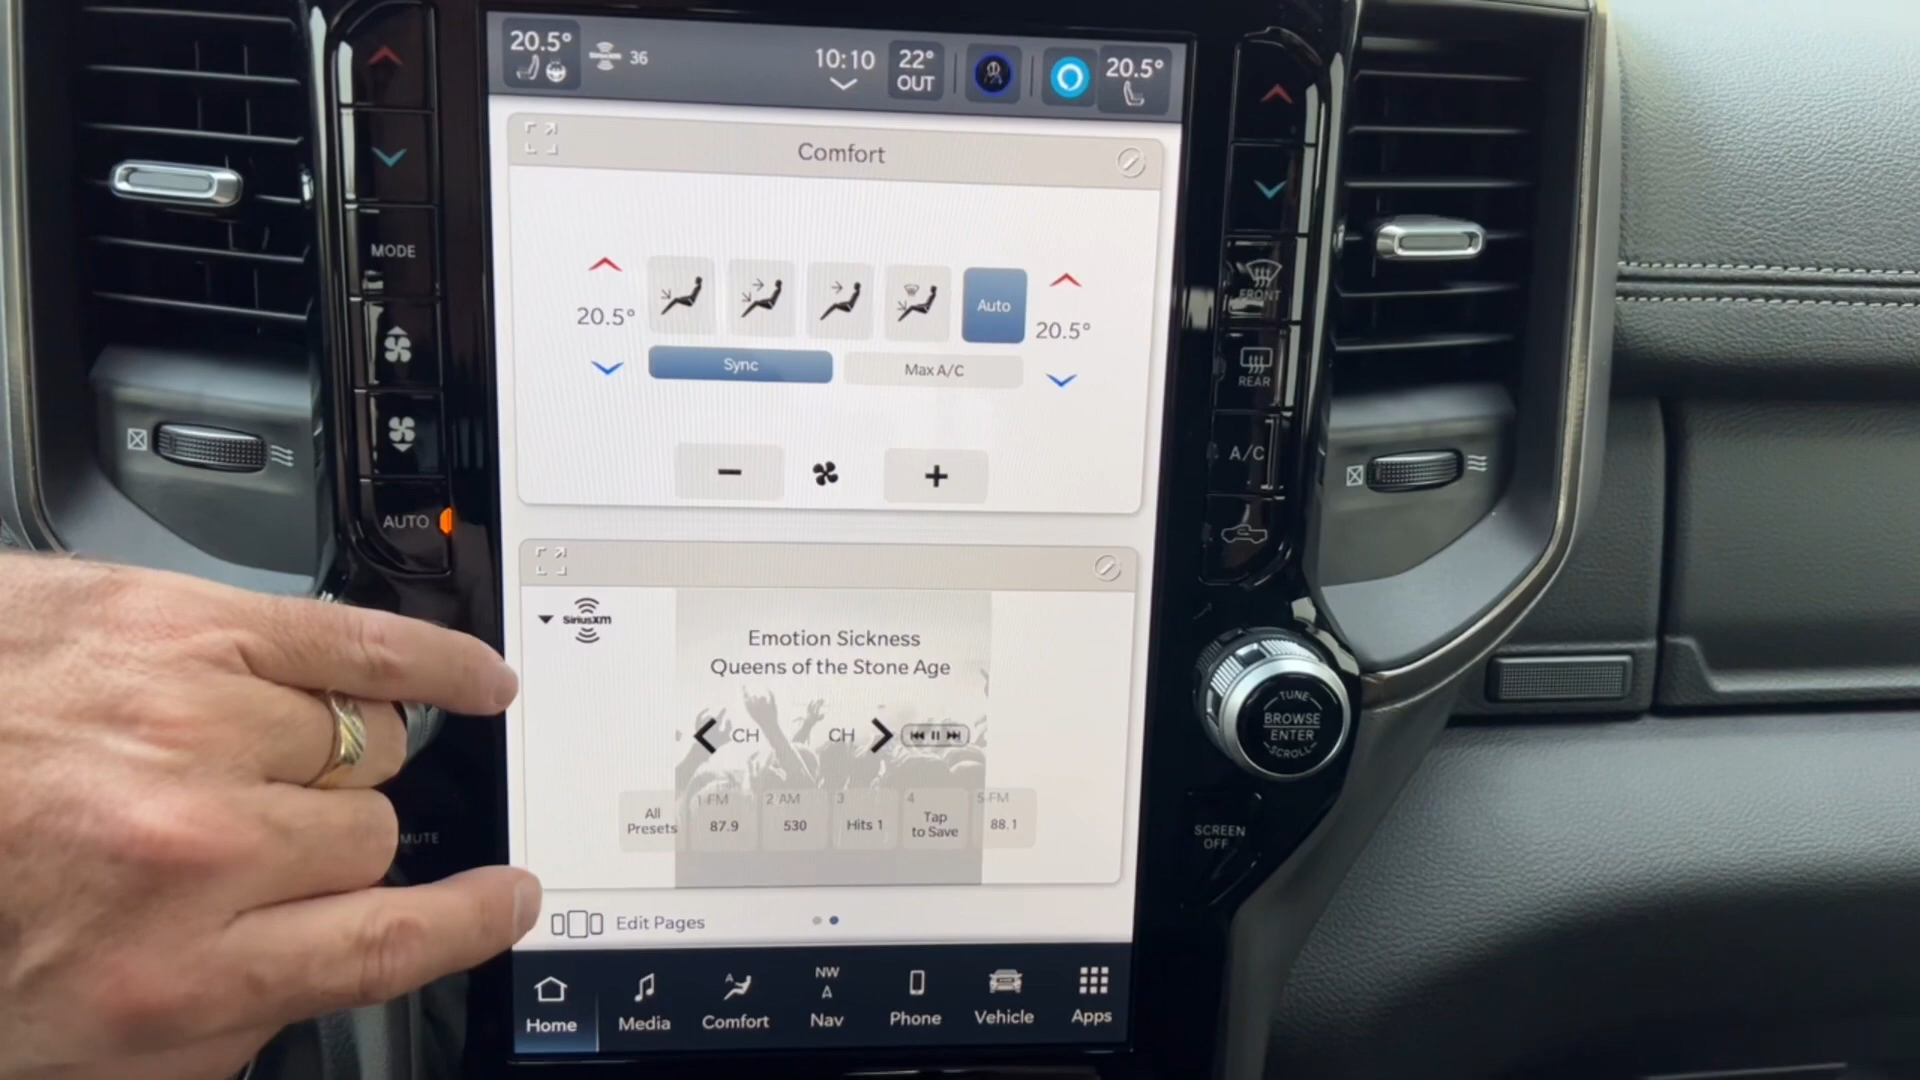 20.5°
SiriusXM 36
10:10
22°
OUT
20.5°
Comfort
MODE
FRONT
20.5°
Auto
20.5°
Sync
Max A/C
REAR
A/C
AUTO
SiriusXM
Emotion Sickness
Queens of the Stone Age
CH
CH
TUNE
BROWSE
ENTER
SCROLL
All
Presets
1-FM
87.9
2 AM
530
3
Hits 1
4
Tap
to Save
5-FM
88.1
MUTE
SCREEN
OFF
Edit Pages
Home
Media
A
Comfort
NW
Nav
Phone
Vehicle
Apps